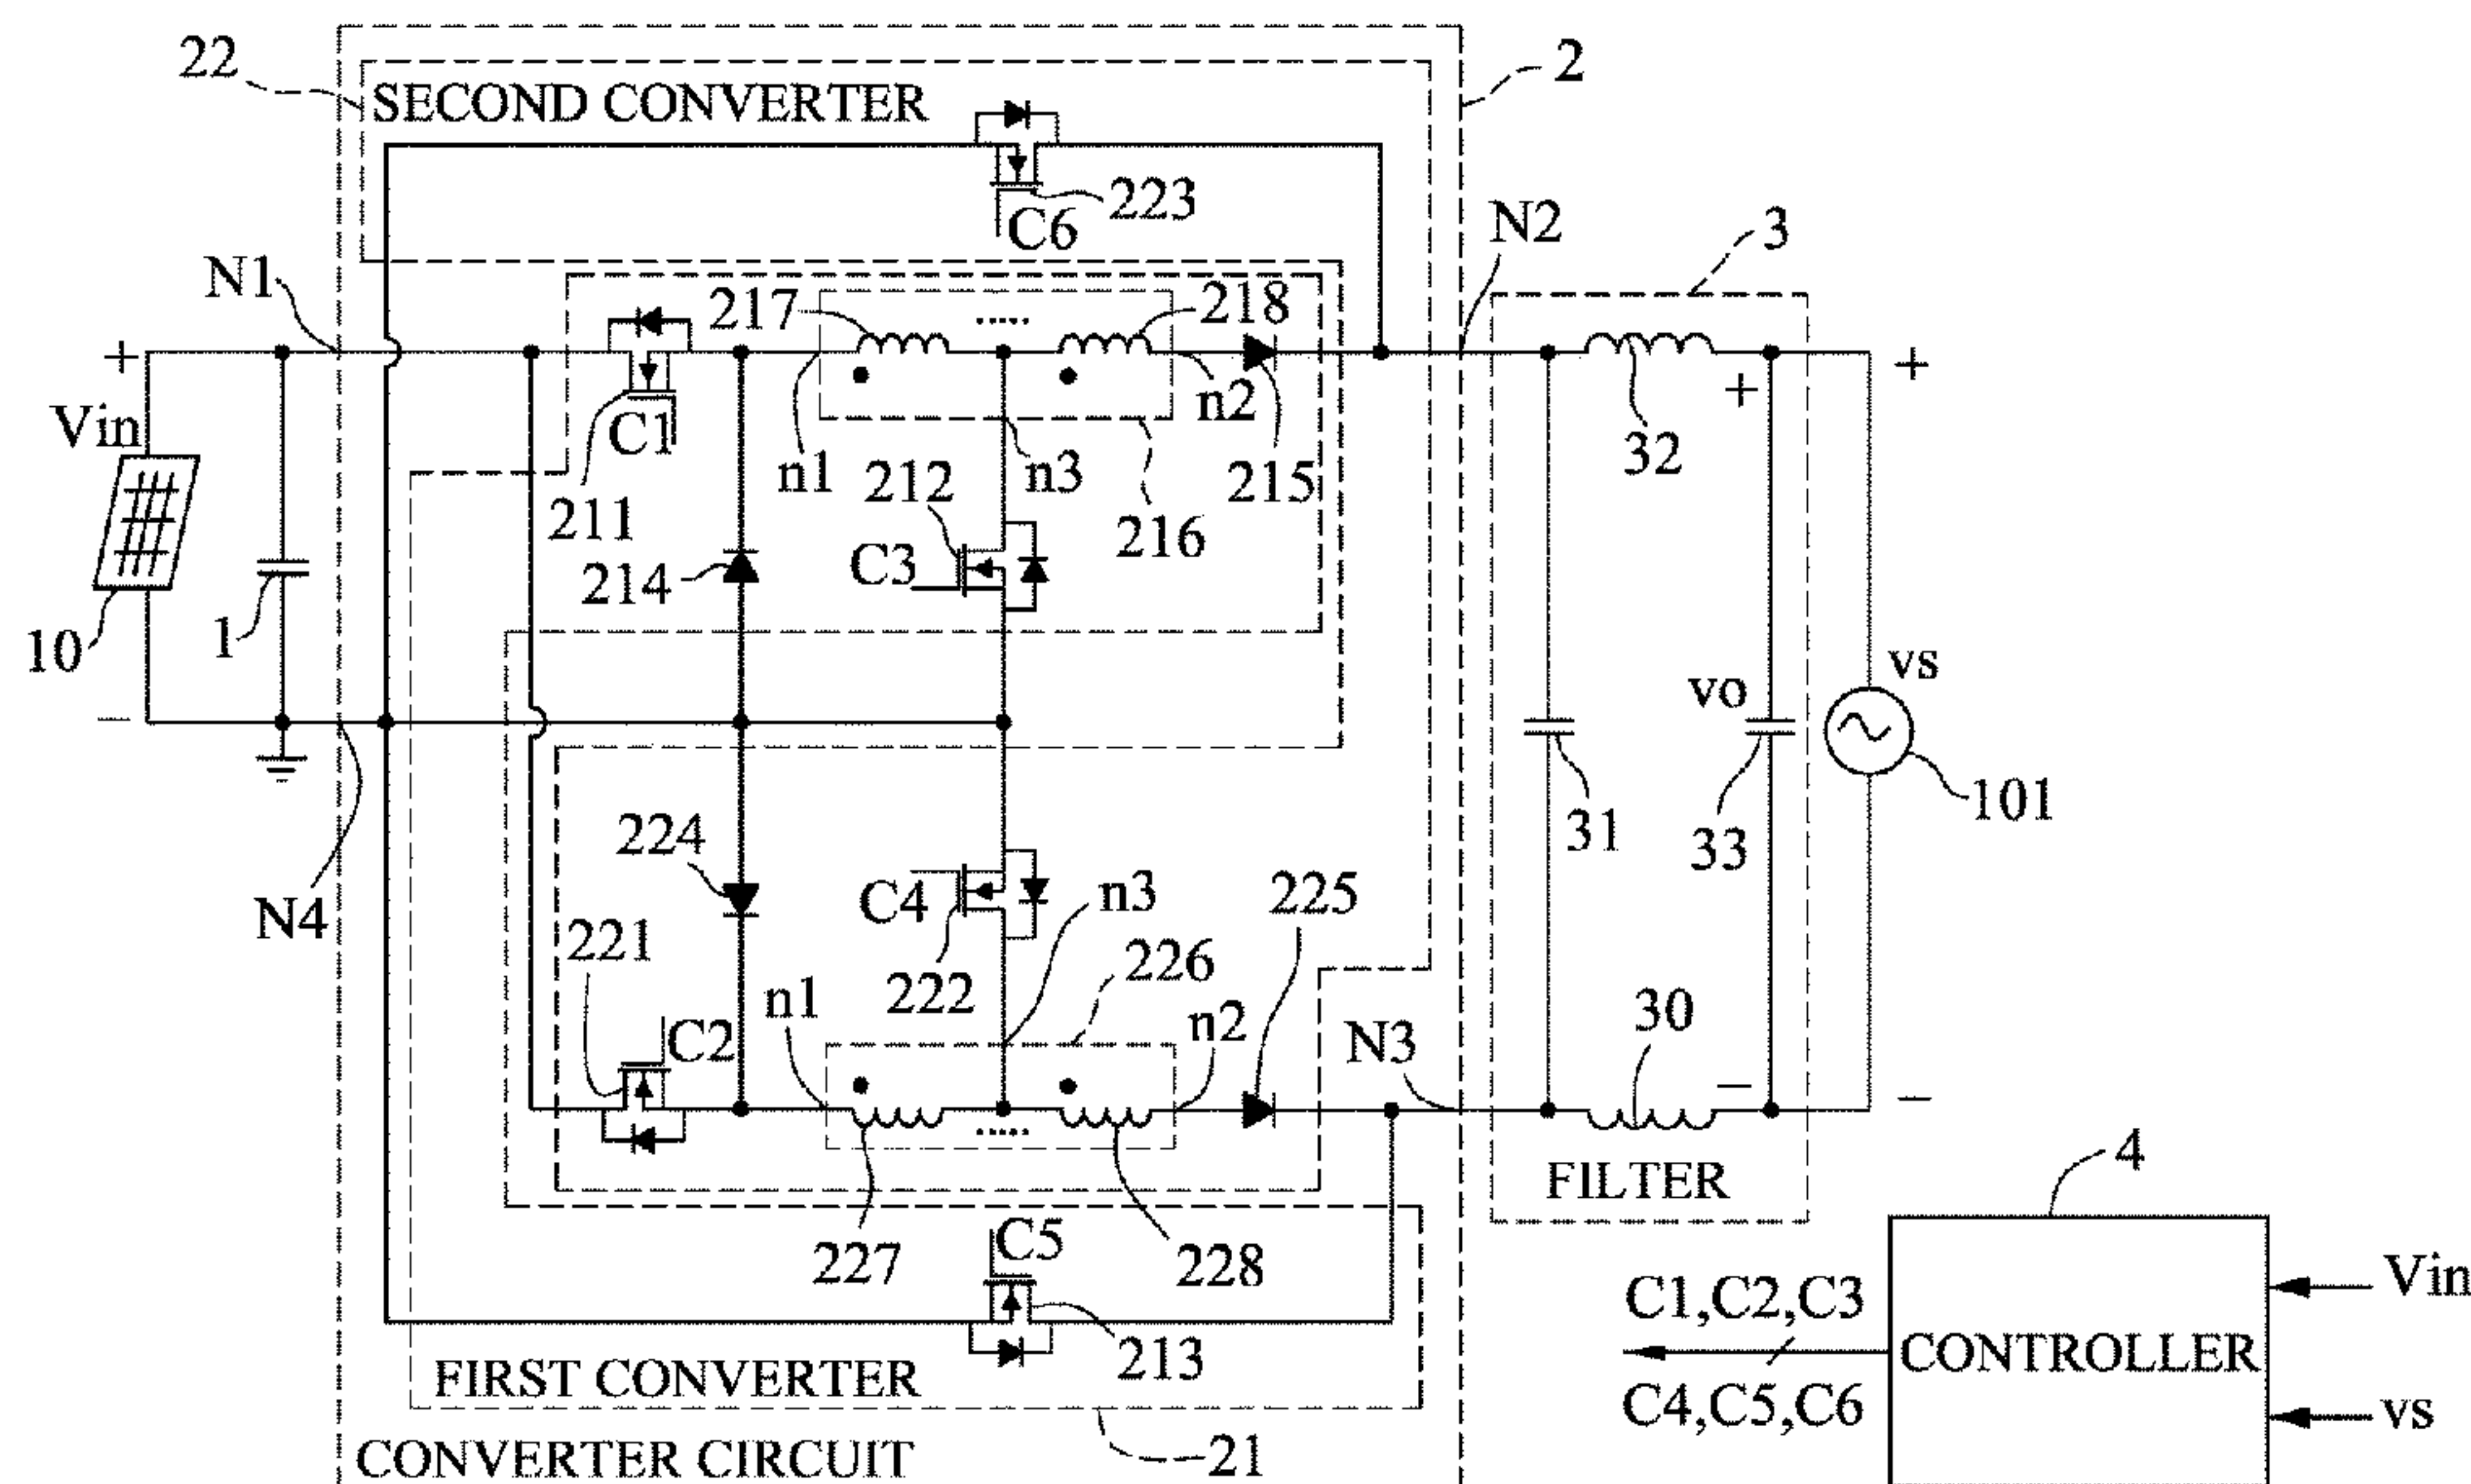 22
SECOND CONVERTER
2
223
C6
N2
3
N1
217
218
+
+
Vin
C1
n1
212
n3
n2
215
32
+
211
216
C3
214
10
1
vs
vo
−
31
33
101
224
C4
n3
225
N4
221
222
226
n1
n2
30
C2
N3
−
−
FILTER
4
C5
227
228
C1,C2,C3
Vin
CONTROLLER
213
FIRST CONVERTER
C4,C5,C6
vs
CONVERTER CIRCUIT
21